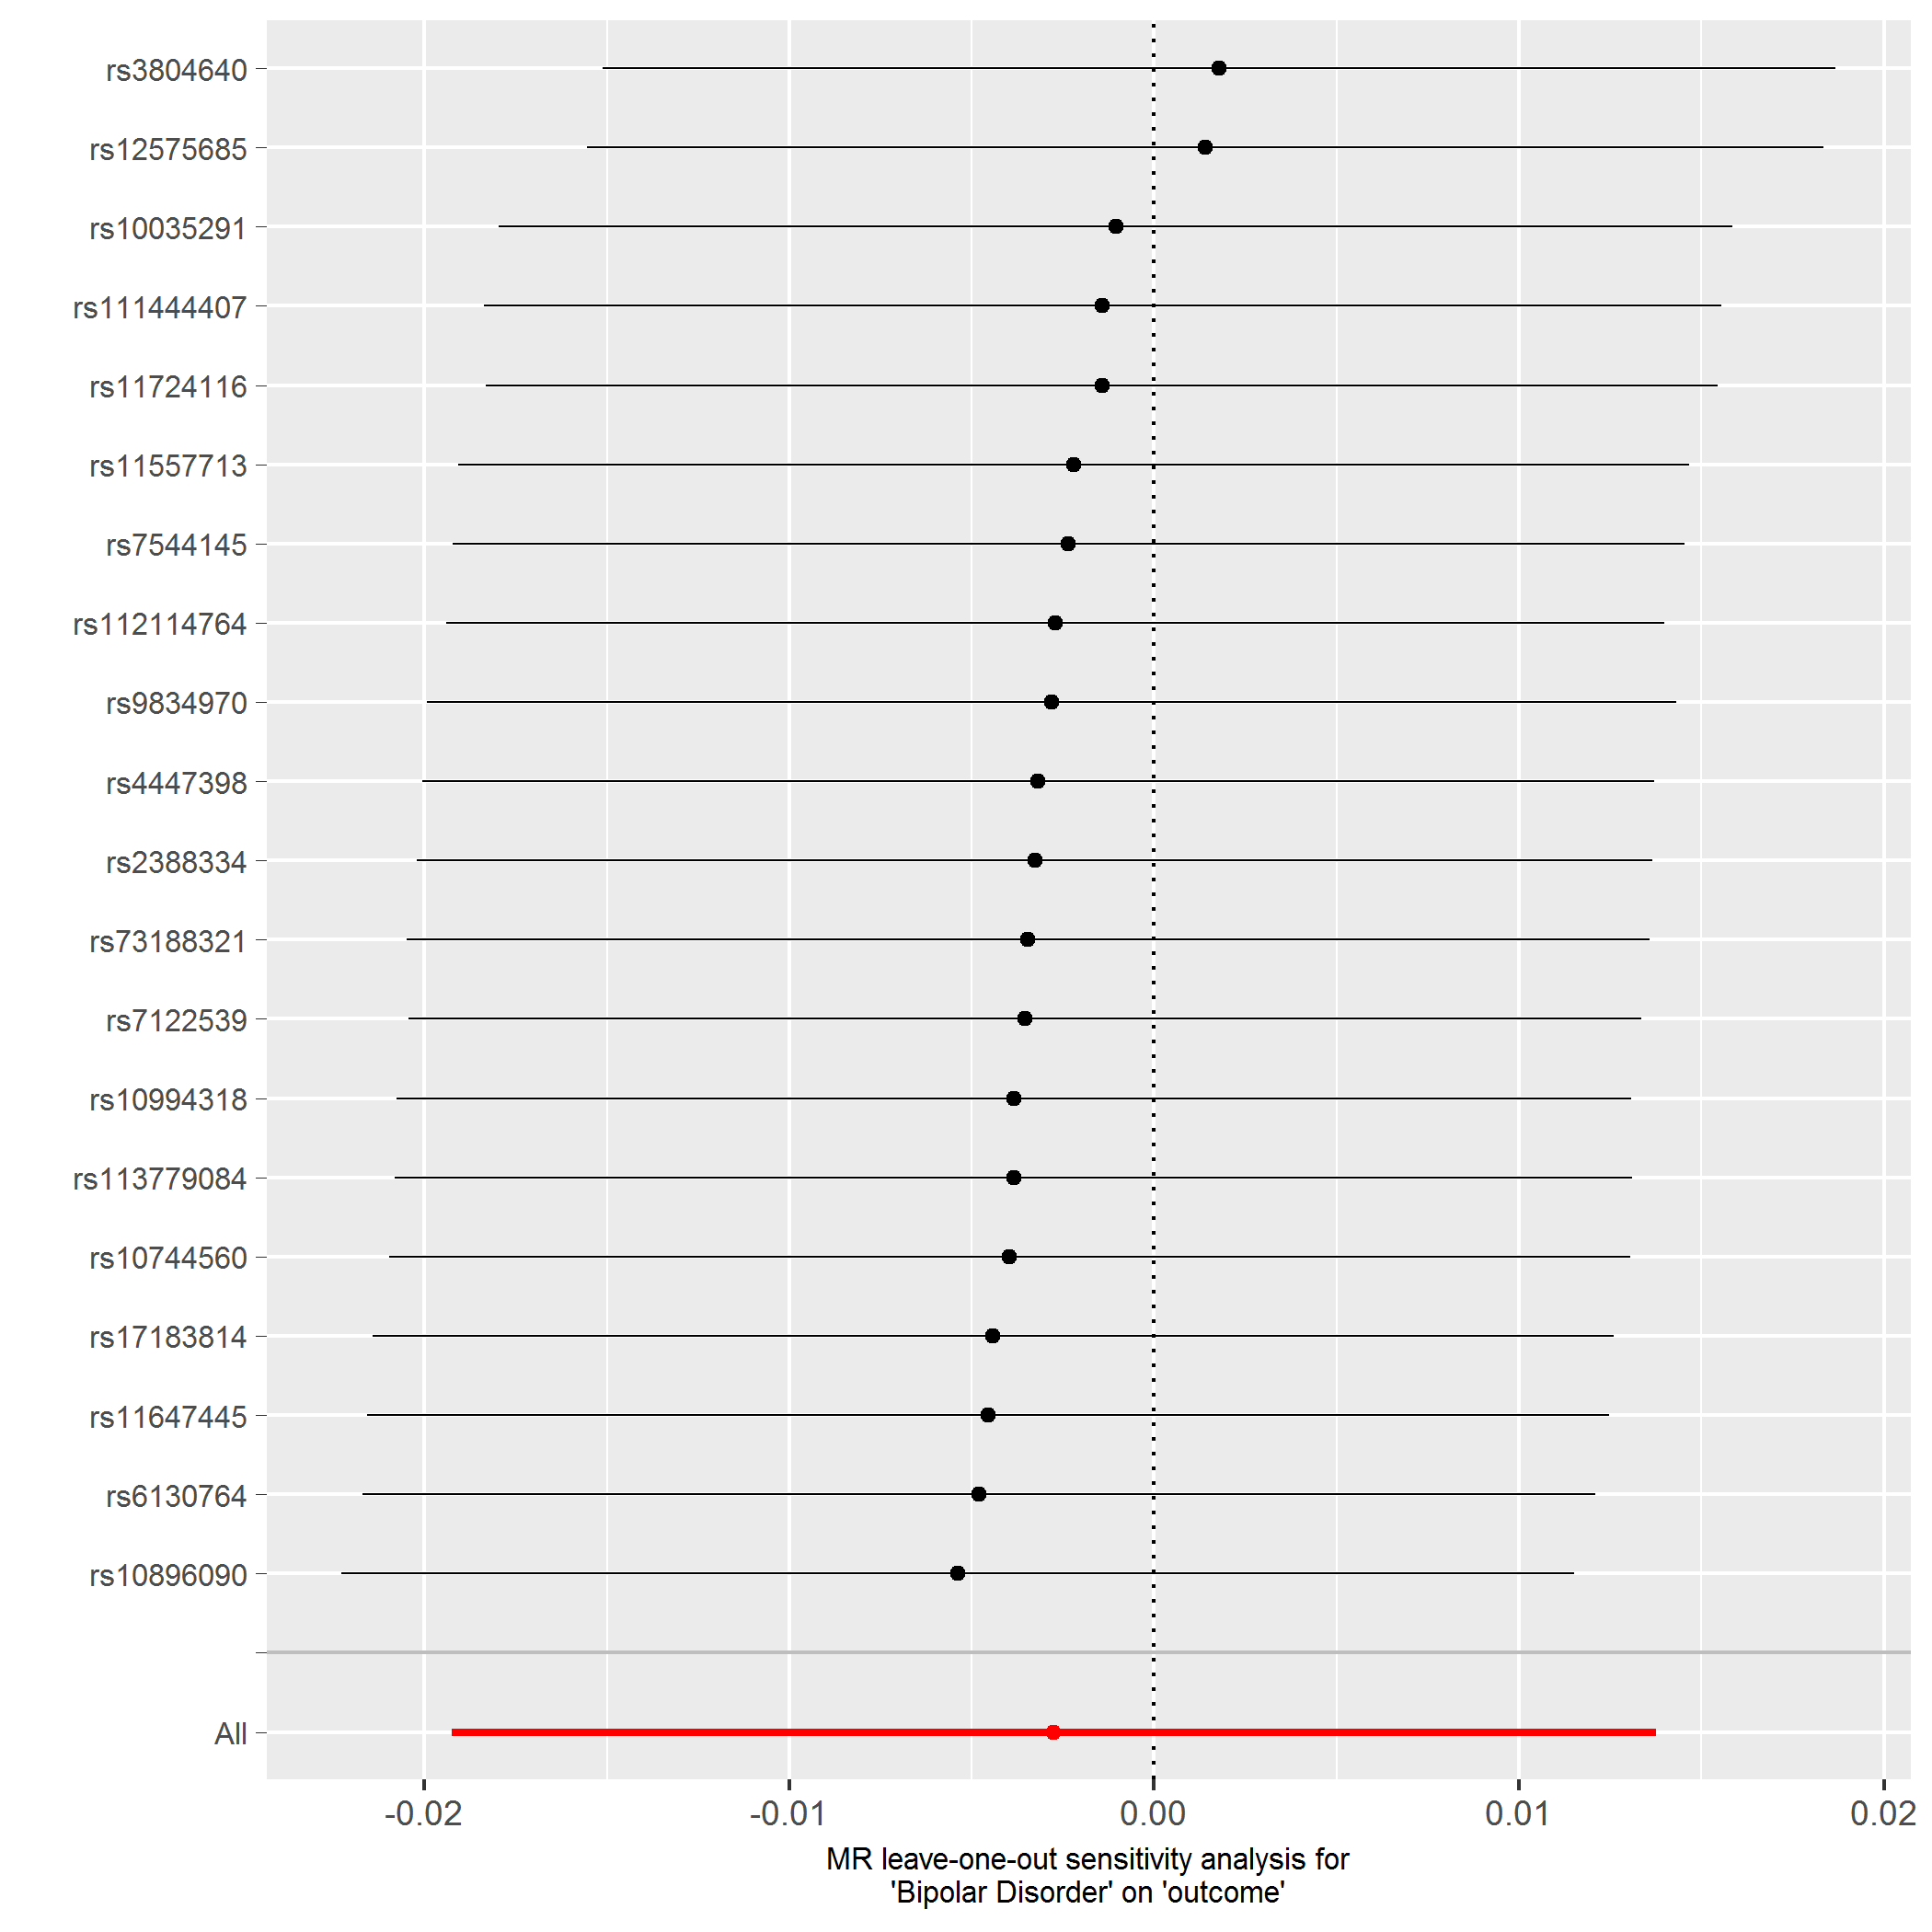 rs3804640
rs12575685
rs10035291
rs111444407
rs11724116
rs11557713
rs7544145
rs112114764
rs9834970
rs4447398
rs2388334
rs73188321
rs7122539
rs10994318
rs113779084
rs10744560
rs17183814
rs11647445
rs6130764
rs10896090
All
-0.02 -0.01 0.00 0.01 0.02
MR leave-one-out sensitivity analysis for
'Bipolar Disorder' on 'outcome'